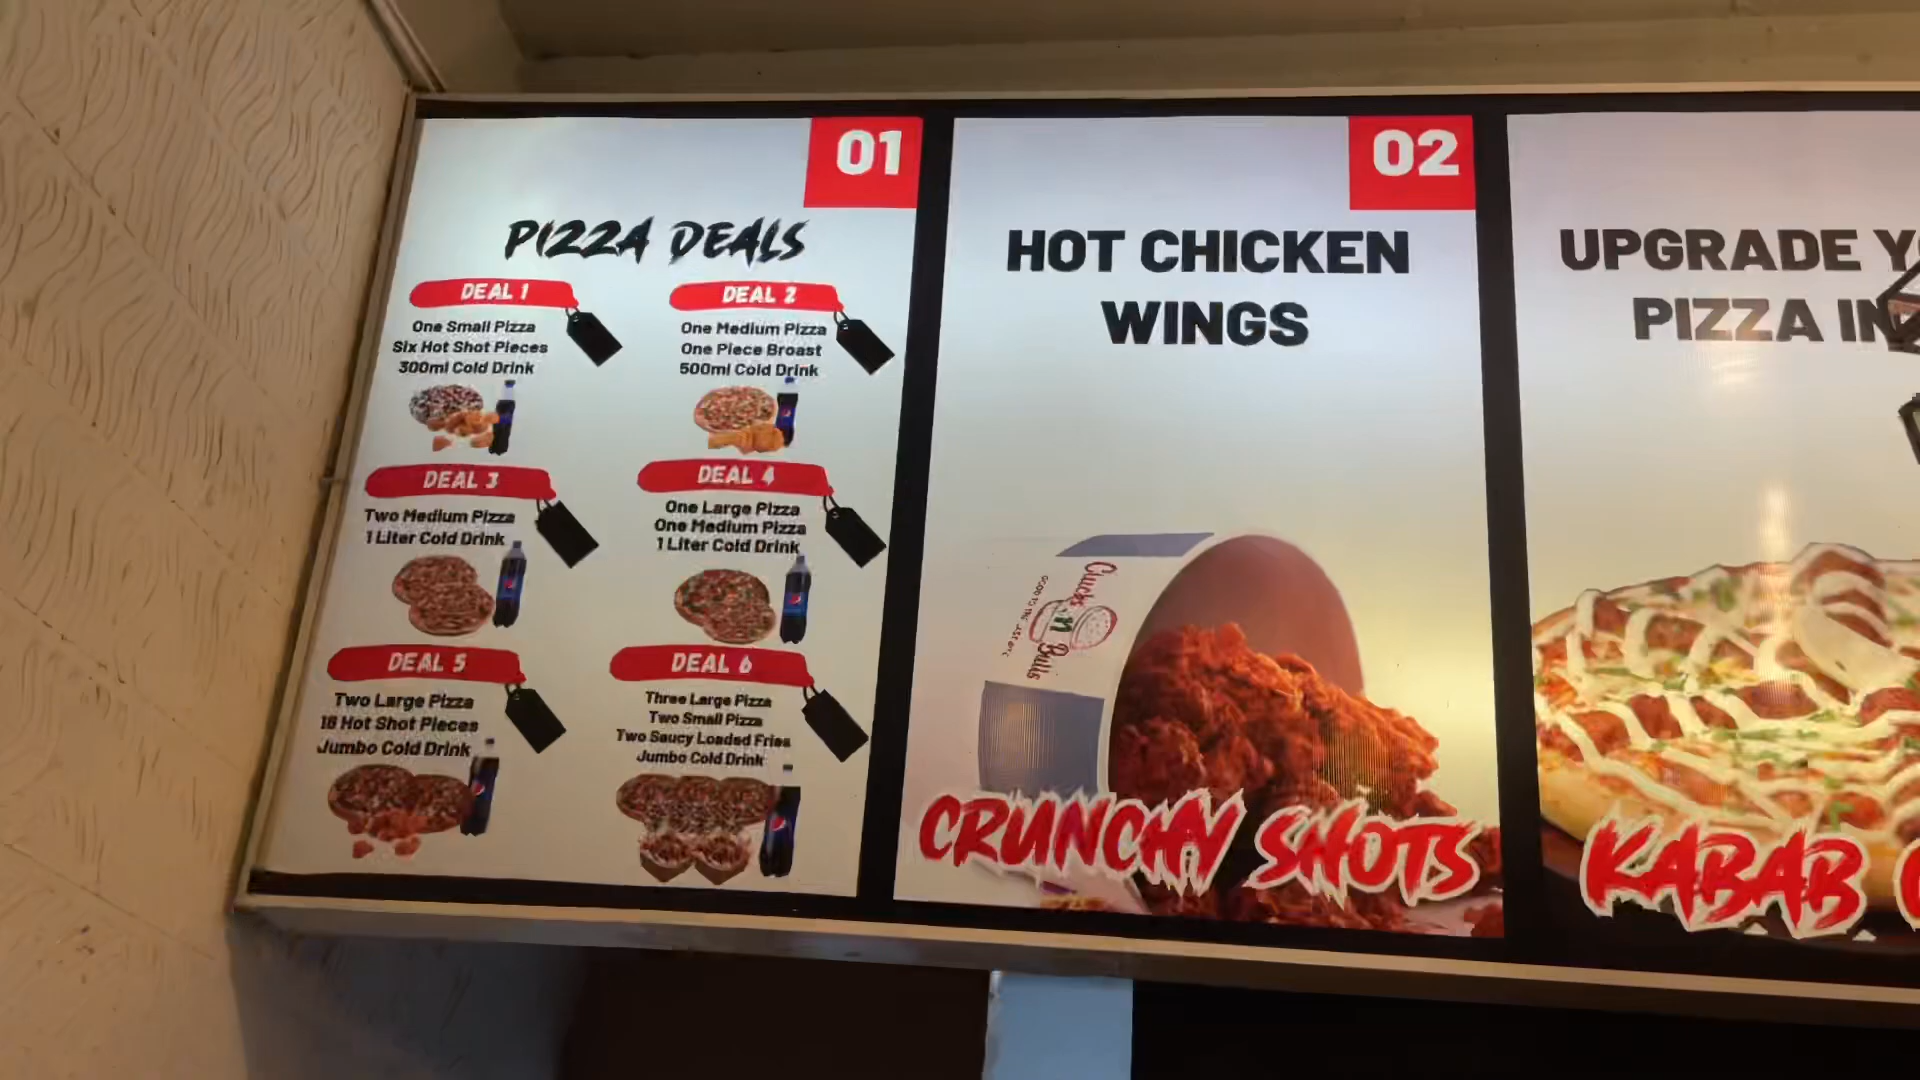 01
PIZZA DEALS
DEAL 1
One Small Pizza
Six Hot Shot Pieces
300ml Cold Drink
DEAL 2
One Medium Pizza
One Piece Broast
500ml Cold Drink
DEAL 3
Two Medium Pizza
1 Liter Cold Drink
DEAL 4
One Large Pizza
One Medium Pizza
1 Liter Cold Drink
DEAL 5
Two Large Pizza
18 Hot Shot Pieces
Jumbo Cold Drink
DEAL 6
Three Large Pizza
Two Small Pizza
Two Saucy Loaded Fries
Jumbo Cold Drink
02
HOT CHICKEN
WINGS
Clucks n Bulls
CRUNCHY SHOTS
UPGRADE
PIZZA IN
KABAB